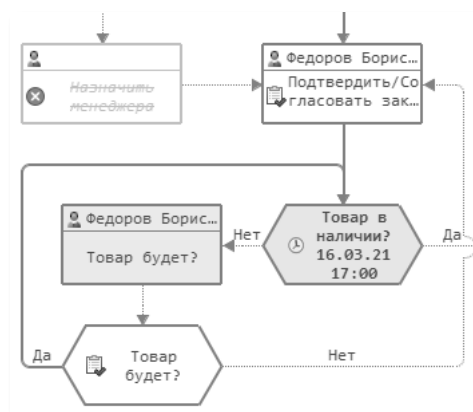 Назначить
менеджера
Федоров Борис...
Подтвердить/Со
гласовать зак...
Товар в
наличии?
16.03.21
17:00
Нет
Да
Федоров Борис...
Товар будет?
Да
Товар
будет?
Нет